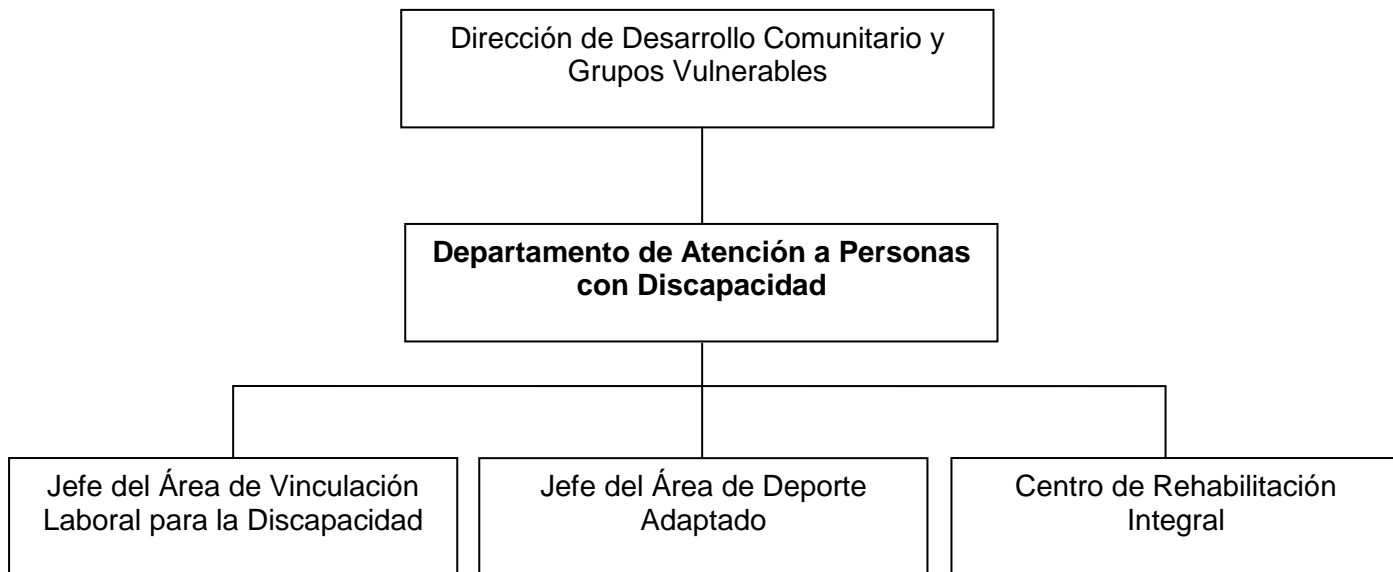 Dirección de Desarrollo Comunitario y
Grupos Vulnerables
Departamento de Atención a Personas
con Discapacidad
Jefe del Área de Vinculación
Laboral para la Discapacidad
Jefe del Área de Deporte
Adaptado
Centro de Rehabilitación
Integral